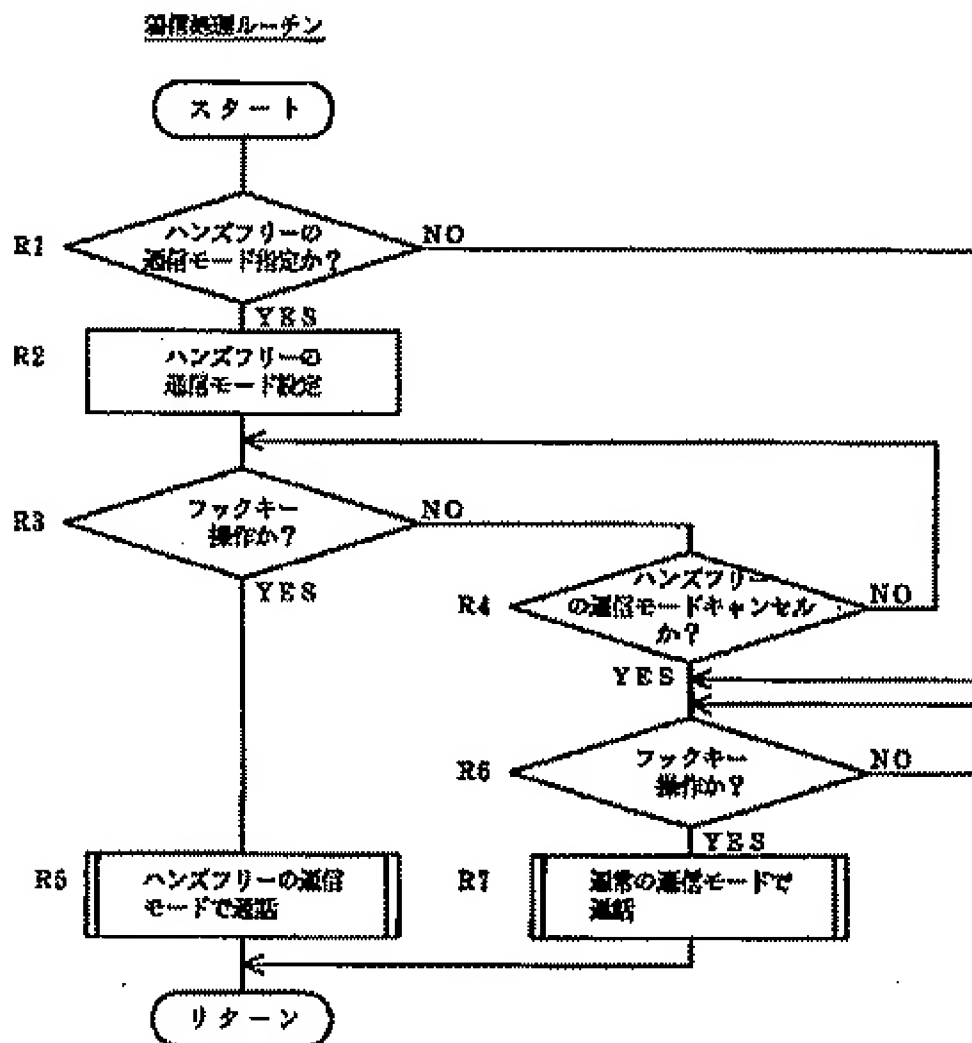 着信処理ルーチン
スタート
R1
ハンズフリーの
通信モード指定か?
NO
YES
R2
ハンズフリーの
通信モード設定
R3
フックキー
操作か?
NO
YES
R4
ハンズフリー
の通信モードキャンセル
か?
NO
YES
R6
フックキー
操作か?
NO
YES
R5
ハンズフリーの通信
モードで通話
R7
通常の通信モードで
通話
リターン